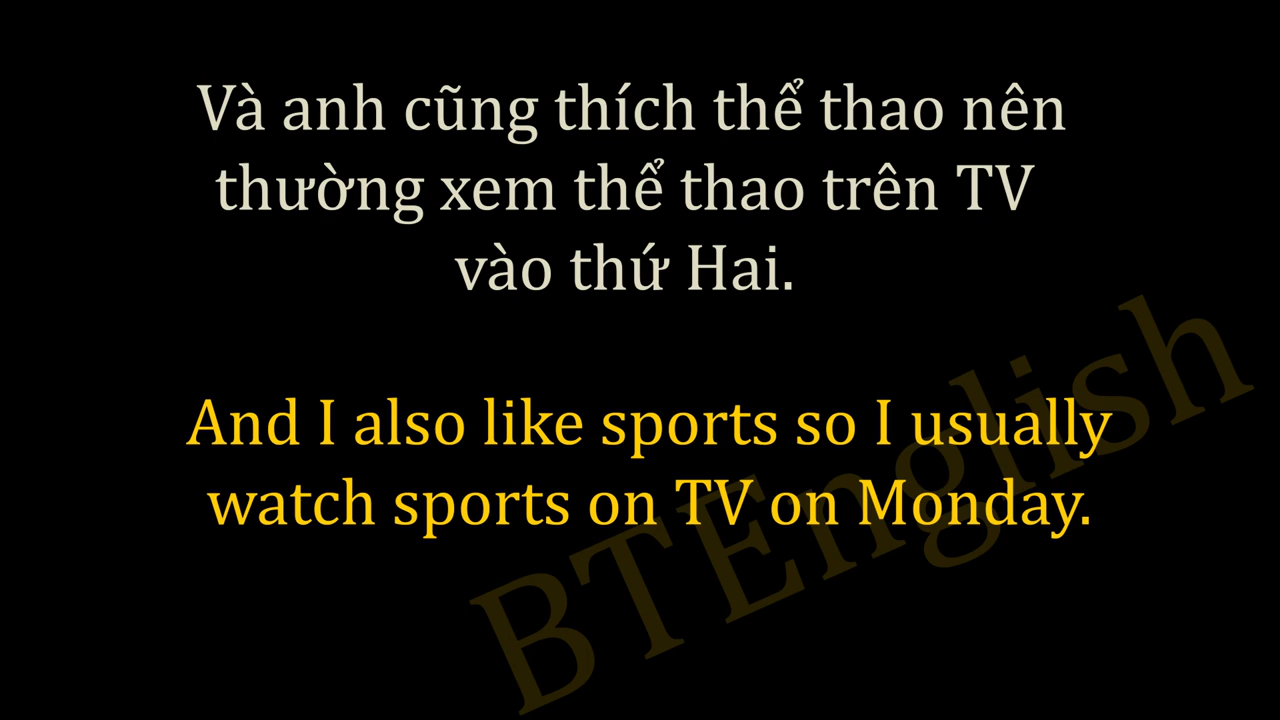 Và anh cũng thích thể thao nên
thường xem thể thao trên TV
vào thứ Hai.
And I also like sports so I usually
watch sports on TV on Monday.
BTEnglish